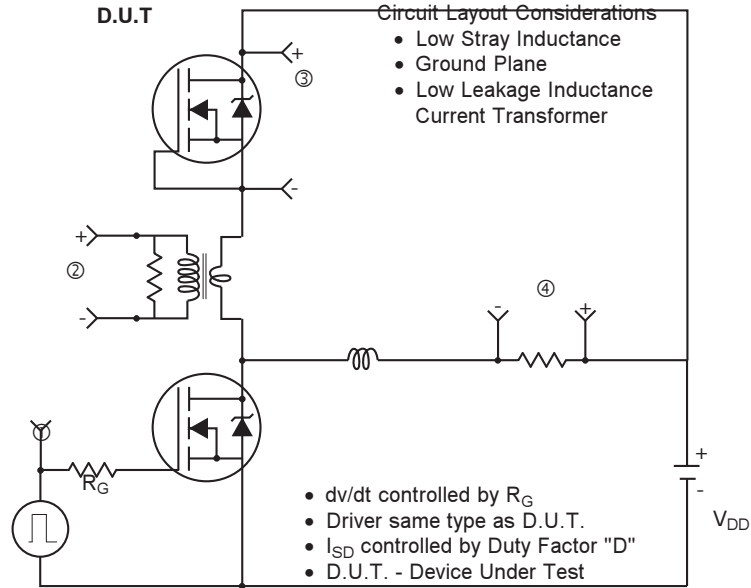 D.U.T
Circuit Layout Considerations
• Low Stray Inductance
• Ground Plane
• Low Leakage Inductance
Current Transformer
+
③
-
+
②
-
④
-
+
①
R_G
+
-
V_DD
• dv/dt controlled by R_G
• Driver same type as D.U.T.
• I_SD controlled by Duty Factor "D"
• D.U.T. - Device Under Test